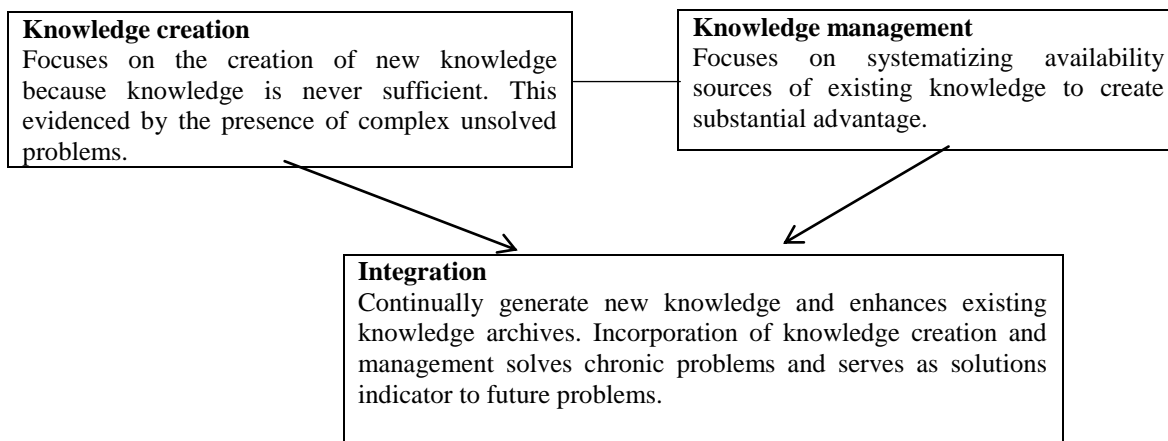 Knowledge creation
Focuses on the creation of new knowledge
because knowledge is never sufficient. This
evidenced by the presence of complex unsolved
problems.
Knowledge management
Focuses on systematizing availability
sources of existing knowledge to create
substantial advantage.
Integration
Continually generate new knowledge and enhances existing
knowledge archives. Incorporation of knowledge creation and
management solves chronic problems and serves as solutions
indicator to future problems.